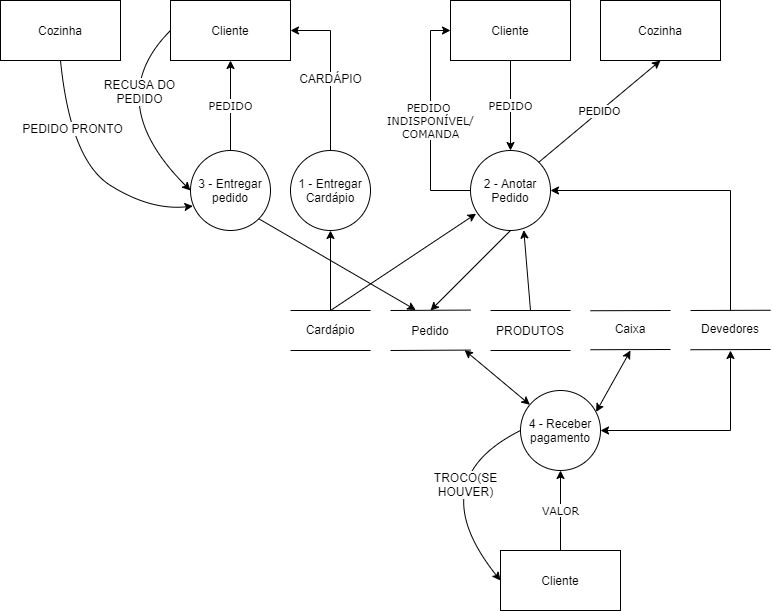 Cozinha
Cliente
Cliente
Cozinha
CARDÁPIO
RECUSA DO
PEDIDO
PEDIDO
PEDIDO
INDISPONÍVEL/
COMANDA
PEDIDO
PEDIDO
PEDIDO PRONTO
3 - Entregar
pedido
1 - Entregar
Cardápio
2 - Anotar
Pedido
Cardápio
Pedido
PRODUTOS
Caixa
Devedores
4 - Receber
pagamento
TROCO(SE
HOUVER)
VALOR
Cliente